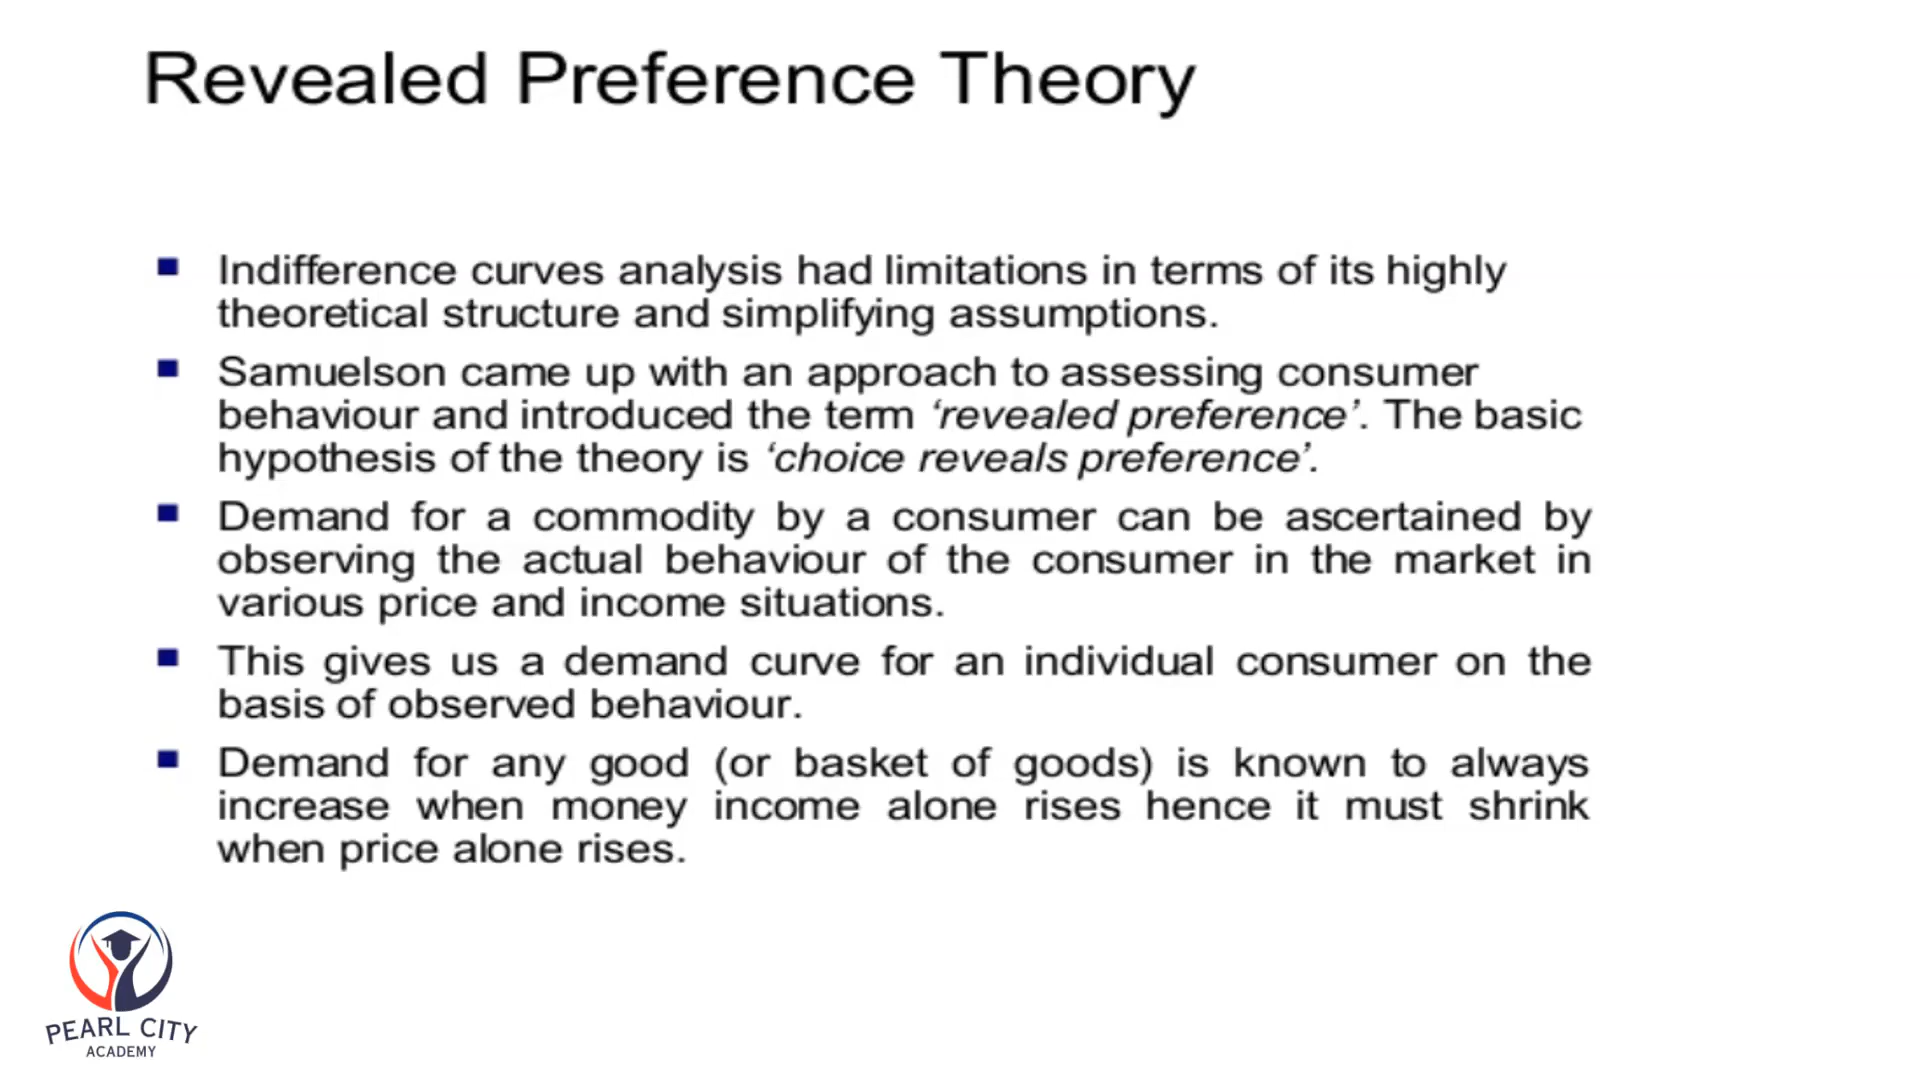 Revealed Preference Theory
Indifference curves analysis had limitations in terms of its highly
theoretical structure and simplifying assumptions.
Samuelson came up with an approach to assessing consumer
behaviour and introduced the term ‘revealed preference’. The basic
hypothesis of the theory is ‘choice reveals preference’.
Demand for a commodity by a consumer can be ascertained by
observing the actual behaviour of the consumer in the market in
various price and income situations.
This gives us a demand curve for an individual consumer on the
basis of observed behaviour.
Demand for any good (or basket of goods) is known to always
increase when money income alone rises hence it must shrink
when price alone rises.
PEARL CITY
ACADEMY